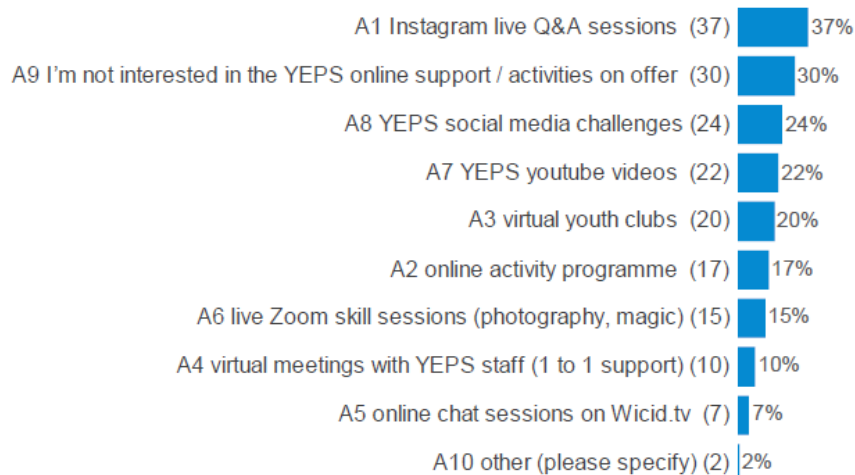 A1 Instagram live Q&A sessions (37) 37%
A9 I'm not interested in the YEPS online support / activities on offer (30) 30%
A8 YEPS social media challenges (24) 24%
A7 YEPS youtube videos (22) 22%
A3 virtual youth clubs (20) 20%
A2 online activity programme (17) 17%
A6 live Zoom skill sessions (photography, magic) (15) 15%
A4 virtual meetings with YEPS staff (1 to 1 support) (10) 10%
A5 online chat sessions on Wicid.tv (7) 7%
A10 other (please specify) (2) 2%